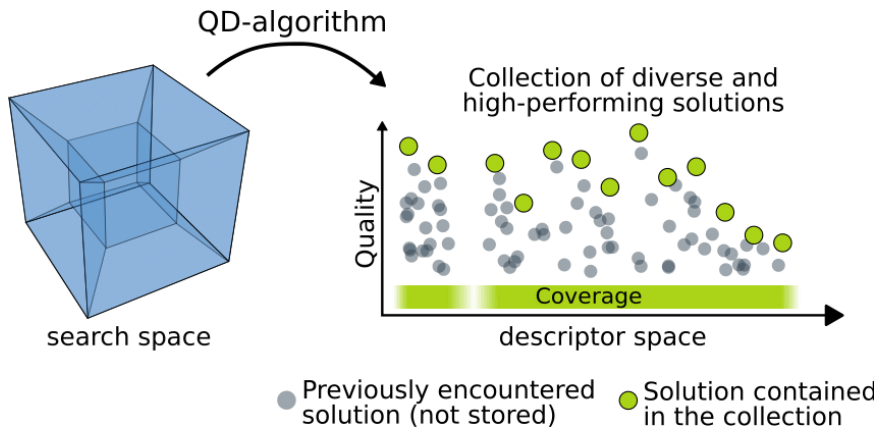 QD-algorithm
Collection of diverse and
high-performing solutions
Quality
Coverage
search space
descriptor space
Previously encountered
solution (not stored)
Solution contained
in the collection